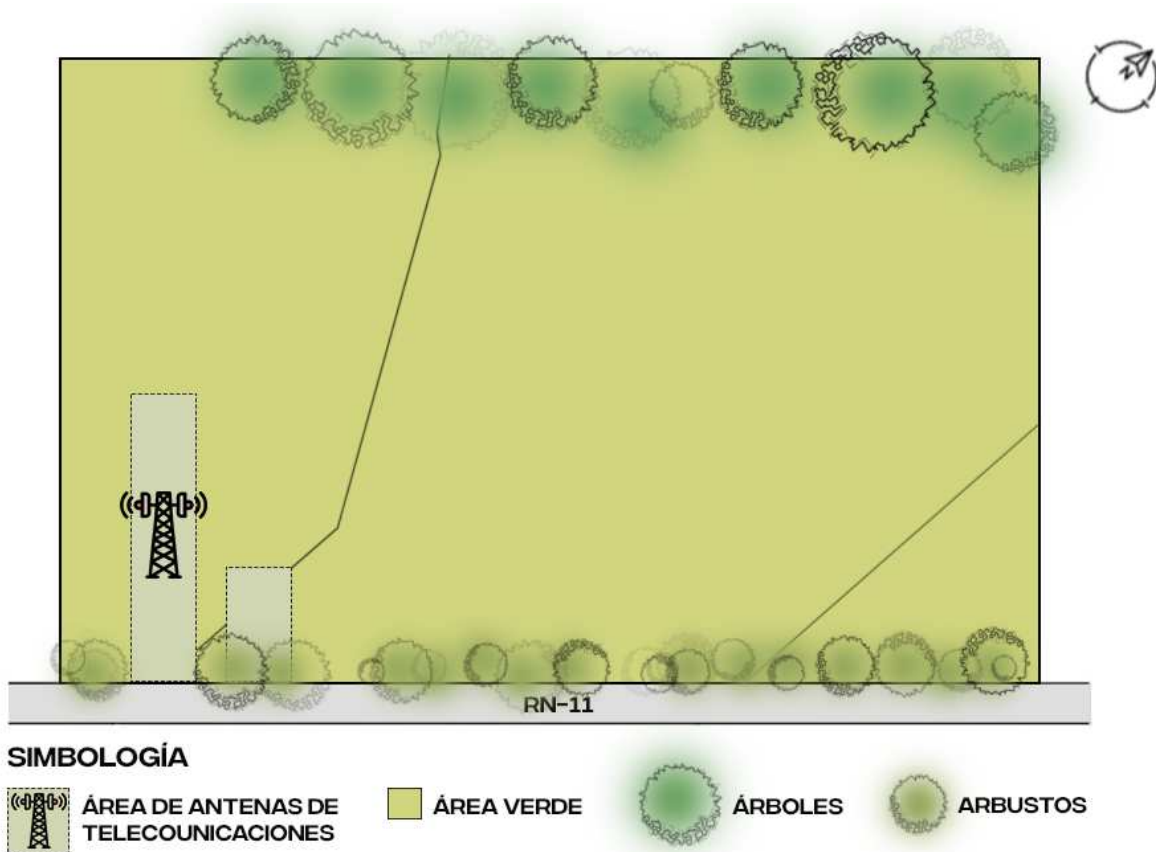 N
RN-11
SIMBOLOGÍA
ÁREA DE ANTENAS DE
TELECOUNICACIONES
ÁREA VERDE
ÁRBOLES
ARBUSTOS